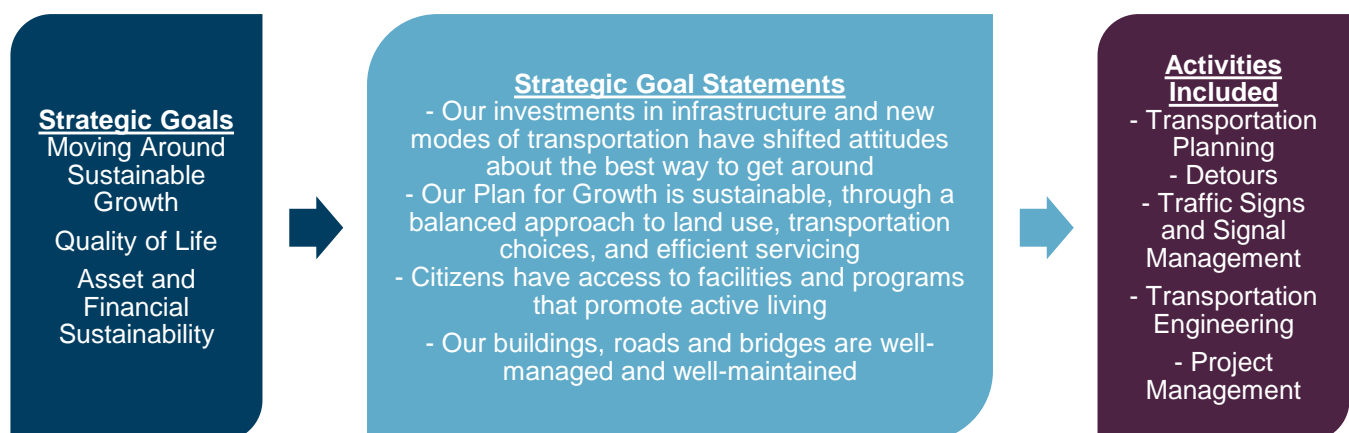 Strategic Goals
Moving Around
Sustainable
Growth
Quality of Life
Asset and
Financial
Sustainability
Strategic Goal Statements
- Our investments in infrastructure and new
modes of transportation have shifted attitudes
about the best way to get around
- Our Plan for Growth is sustainable, through a
balanced approach to land use, transportation
choices, and efficient servicing
- Citizens have access to facilities and programs
that promote active living
- Our buildings, roads and bridges are well-
managed and well-maintained
Activities
Included
- Transportation
Planning
- Detours
- Traffic Signs
and Signal
Management
- Transportation
Engineering
- Project
Management